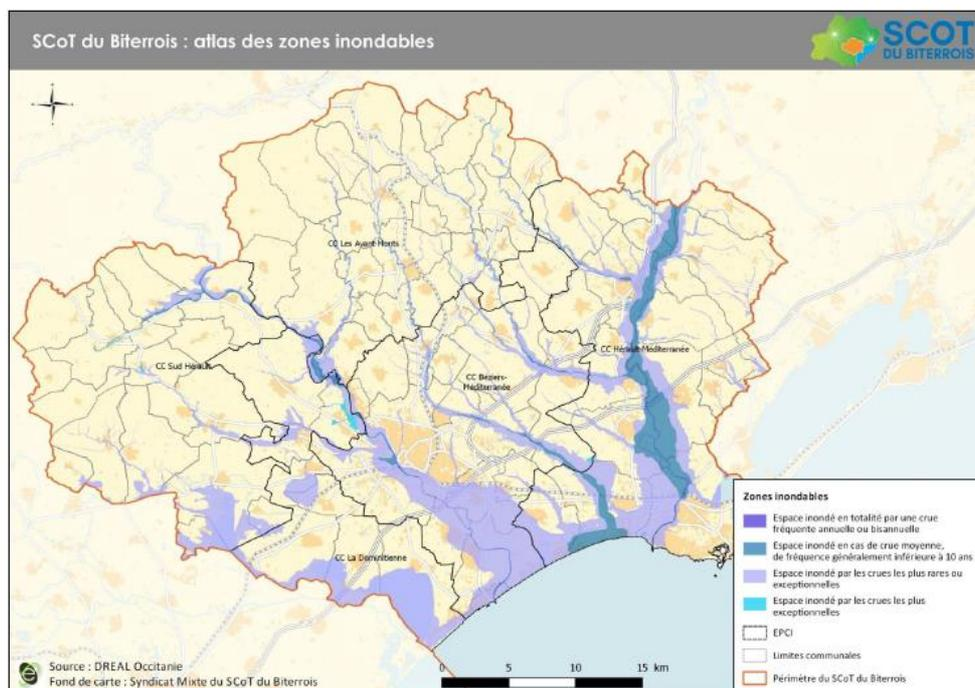 SCoT du Biterrois : atlas des zones inondables
SCOT
DU BITERROIS
CC Les Avant-Monts
CC Sud Hérault
CC Béziers-
Méditerranée
CC Hérault-Méditerranée
CC La Domitienne
Zones inondables
Espace inondé en totalité par une crue
fréquente annuelle ou bisannuelle
Espace inondé en cas de crue moyenne,
de fréquence généralement inférieure à 10 ans
Espace inondé par les crues les plus rares ou
exceptionnelles
Espace inondé par les crues les plus
exceptionnelles
EPCI
Limites communales
Périmètre du SCoT du Biterrois
0 5 10 15 km
Source : DREAL Occitanie
Fond de carte : Syndicat Mixte du SCoT du Biterrois